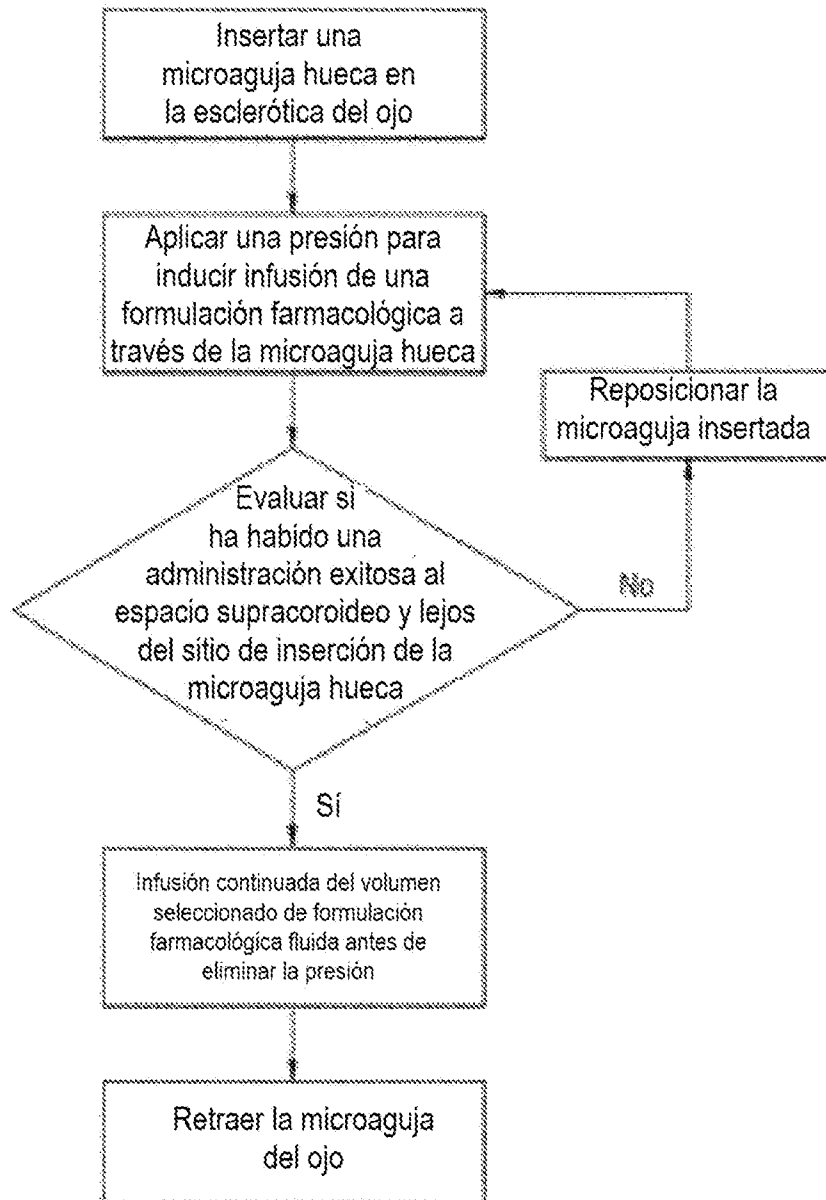 Insertar una
microaguja hueca en
la esclerótica del ojo
Aplicar una presión para
inducir infusión de una
formulación farmacológica a
través de la microaguja hueca
Reposicionar la
microaguja insertada
Evaluar si
ha habido una
administración exitosa al
espacio supracoroideo y lejos
del sitio de inserción de la
microaguja hueca
No
Sí
Infusión continuada del volumen
seleccionado de formulación
farmacológica fluida antes de
eliminar la presión
Retraer la microaguja
del ojo